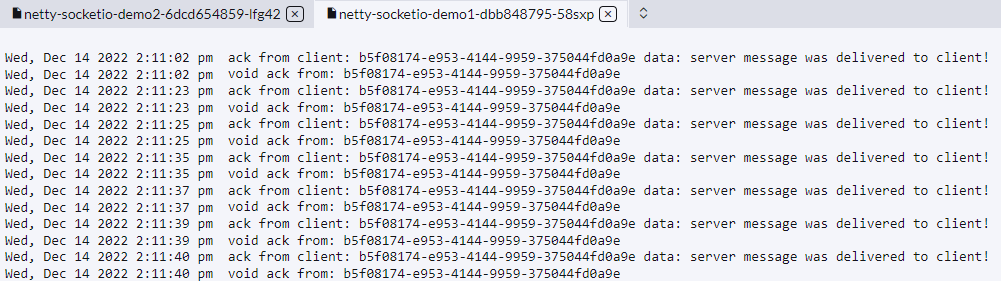 netty-socketio-demo2-6dcd654859-lfg42 netty-socketio-demo1-dbb848795-58sxp
Wed, Dec 14 2022 2:11:02 pm ack from client: b5f08174-e953-4144-9959-375044fd0a9e data: server message was delivered to client!
Wed, Dec 14 2022 2:11:02 pm void ack from: b5f08174-e953-4144-9959-375044fd0a9e
Wed, Dec 14 2022 2:11:23 pm ack from client: b5f08174-e953-4144-9959-375044fd0a9e data: server message was delivered to client!
Wed, Dec 14 2022 2:11:23 pm void ack from: b5f08174-e953-4144-9959-375044fd0a9e
Wed, Dec 14 2022 2:11:25 pm ack from client: b5f08174-e953-4144-9959-375044fd0a9e data: server message was delivered to client!
Wed, Dec 14 2022 2:11:25 pm void ack from: b5f08174-e953-4144-9959-375044fd0a9e
Wed, Dec 14 2022 2:11:35 pm ack from client: b5f08174-e953-4144-9959-375044fd0a9e data: server message was delivered to client!
Wed, Dec 14 2022 2:11:35 pm void ack from: b5f08174-e953-4144-9959-375044fd0a9e
Wed, Dec 14 2022 2:11:37 pm ack from client: b5f08174-e953-4144-9959-375044fd0a9e data: server message was delivered to client!
Wed, Dec 14 2022 2:11:37 pm void ack from: b5f08174-e953-4144-9959-375044fd0a9e
Wed, Dec 14 2022 2:11:39 pm ack from client: b5f08174-e953-4144-9959-375044fd0a9e data: server message was delivered to client!
Wed, Dec 14 2022 2:11:39 pm void ack from: b5f08174-e953-4144-9959-375044fd0a9e
Wed, Dec 14 2022 2:11:40 pm ack from client: b5f08174-e953-4144-9959-375044fd0a9e data: server message was delivered to client!
Wed, Dec 14 2022 2:11:40 pm void ack from: b5f08174-e953-4144-9959-375044fd0a9e